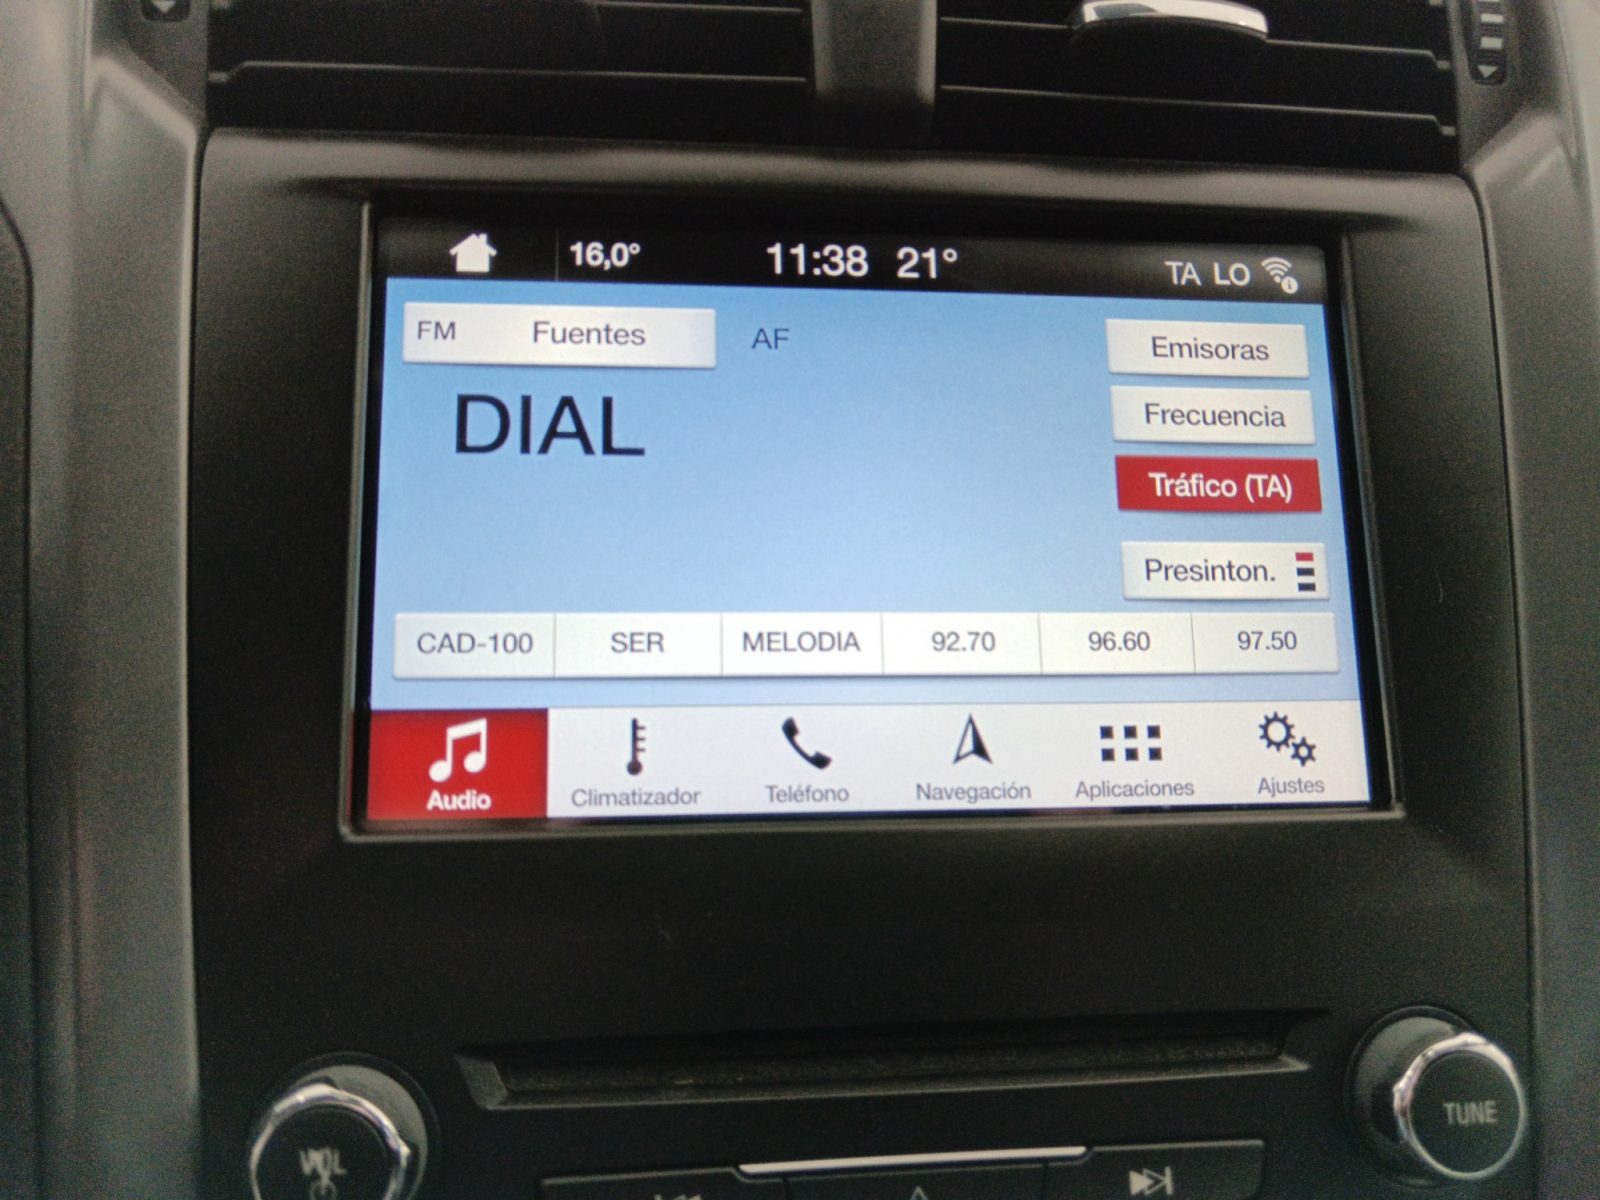 16,0° 11:38 21° TA LO
FM Fuentes AF Emisoras
DIAL
Frecuencia
Tráfico (TA)
Presinton.
CAD-100 SER MELODIA 92.70 96.60 97.50
Audio Climatizador Teléfono Navegación Aplicaciones Ajustes
VOL TUNE